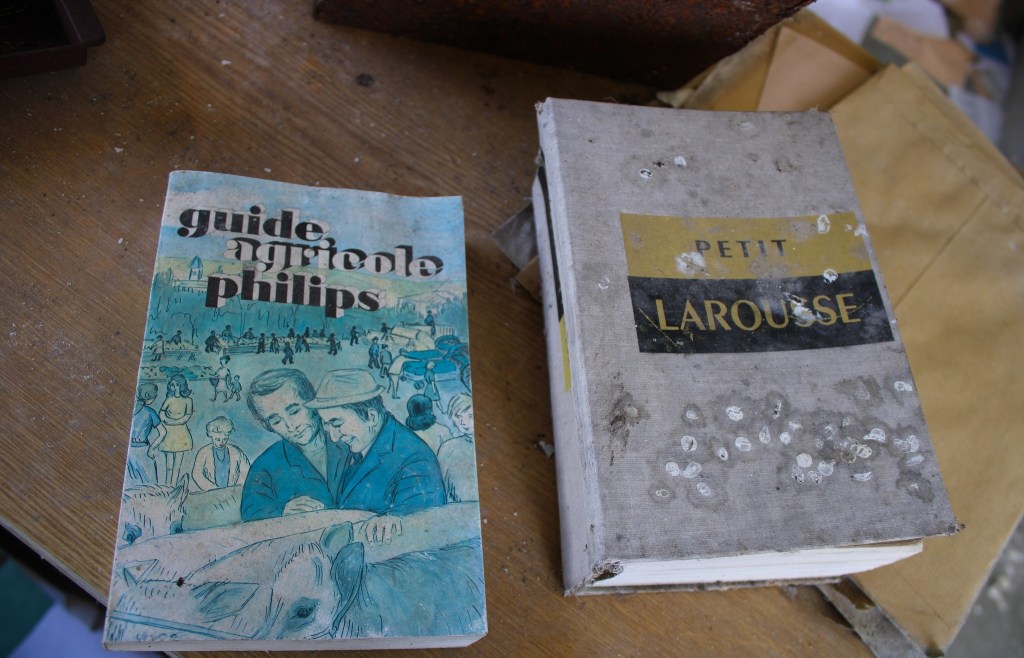 guide
agricole
philips
PETIT
LAROUSSE